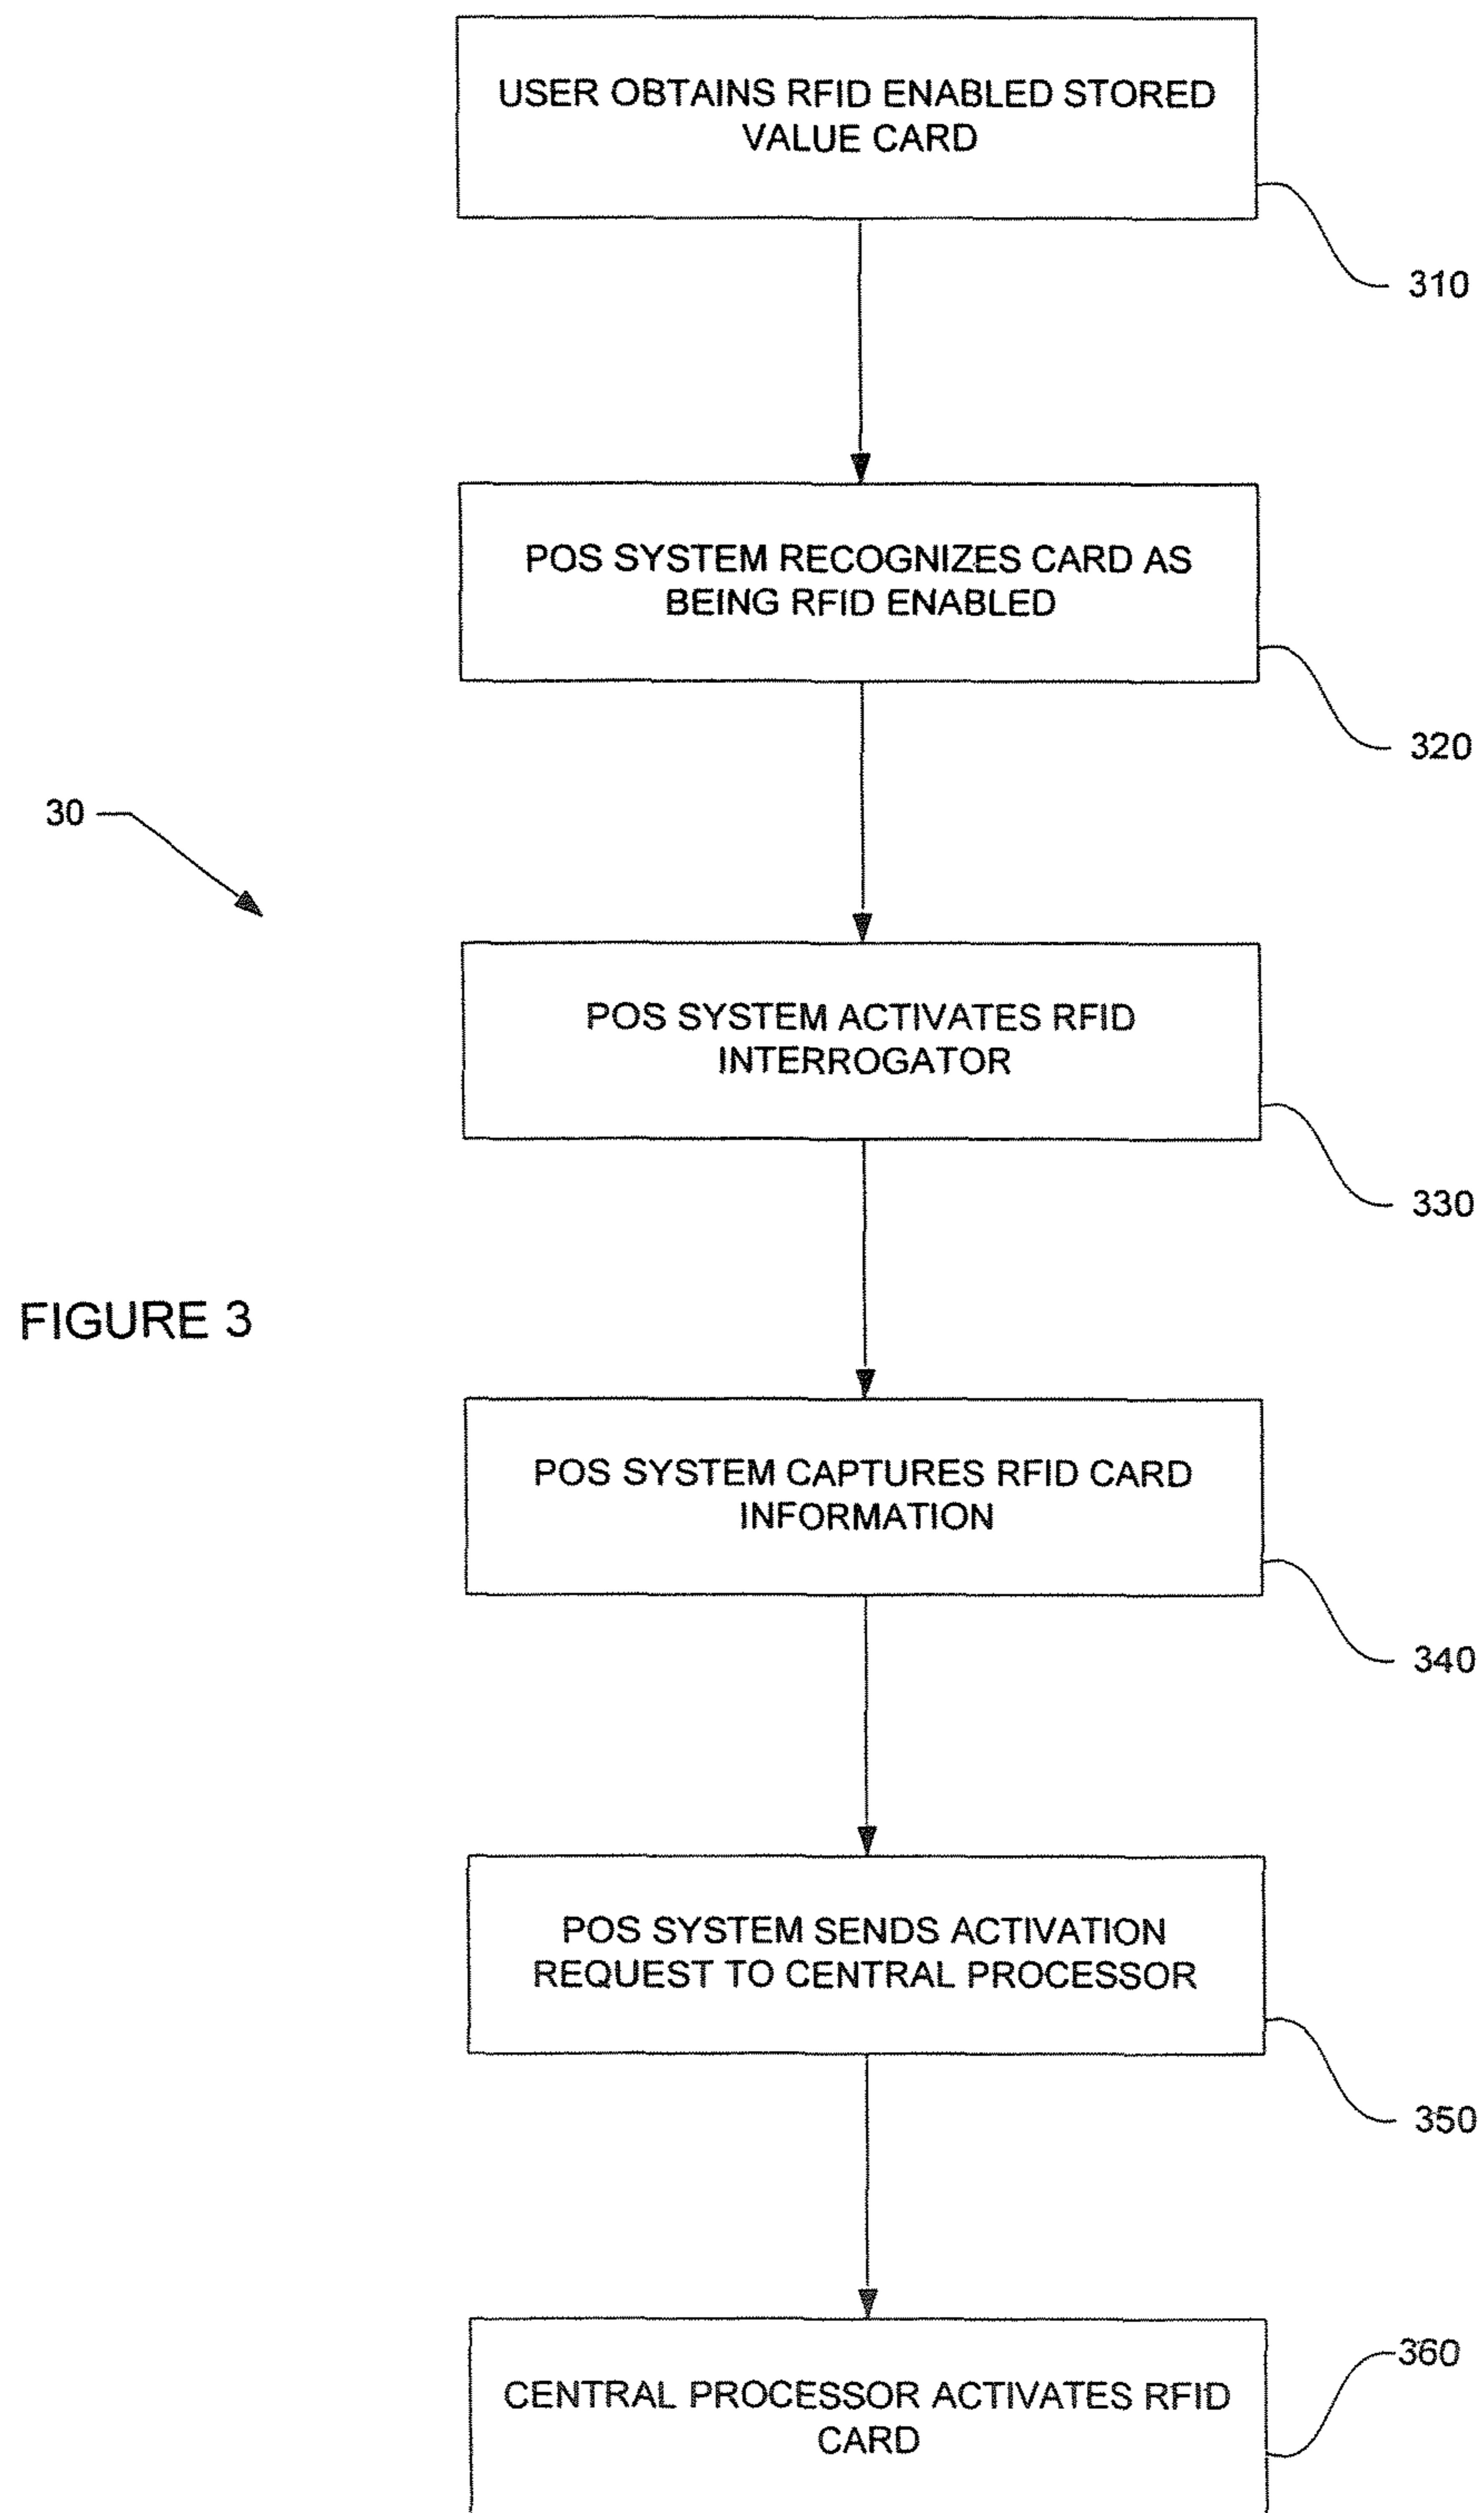 USER OBTAINS RFID ENABLED STORED
VALUE CARD
310
POS SYSTEM RECOGNIZES CARD AS
BEING RFID ENABLED
320
30
POS SYSTEM ACTIVATES RFID
INTERROGATOR
330
FIGURE 3
POS SYSTEM CAPTURES RFID CARD
INFORMATION
340
POS SYSTEM SENDS ACTIVATION
REQUEST TO CENTRAL PROCESSOR
350
360
CENTRAL PROCESSOR ACTIVATES RFID
CARD